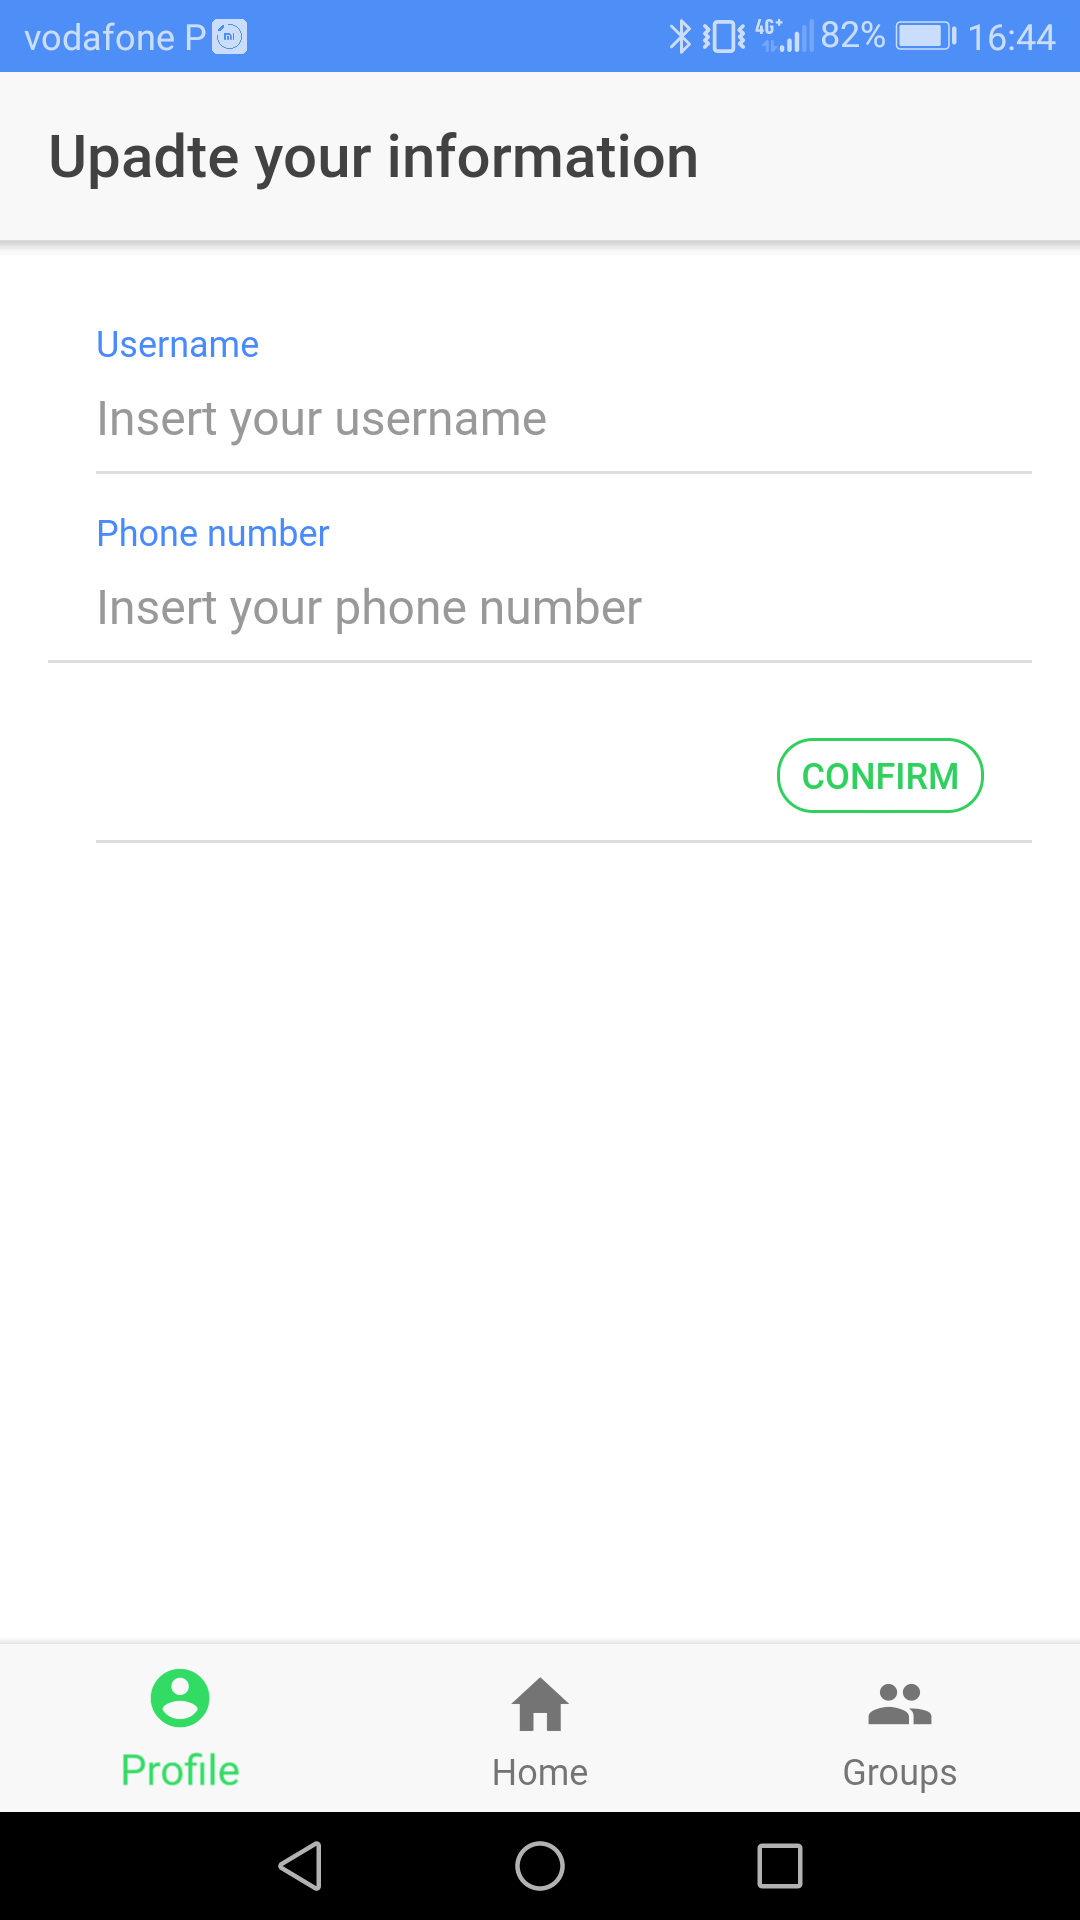 vodafone P 4G+ 82% 16:44
Upadte your information
Username
Insert your username
Phone number
Insert your phone number
CONFIRM
Profile Home Groups